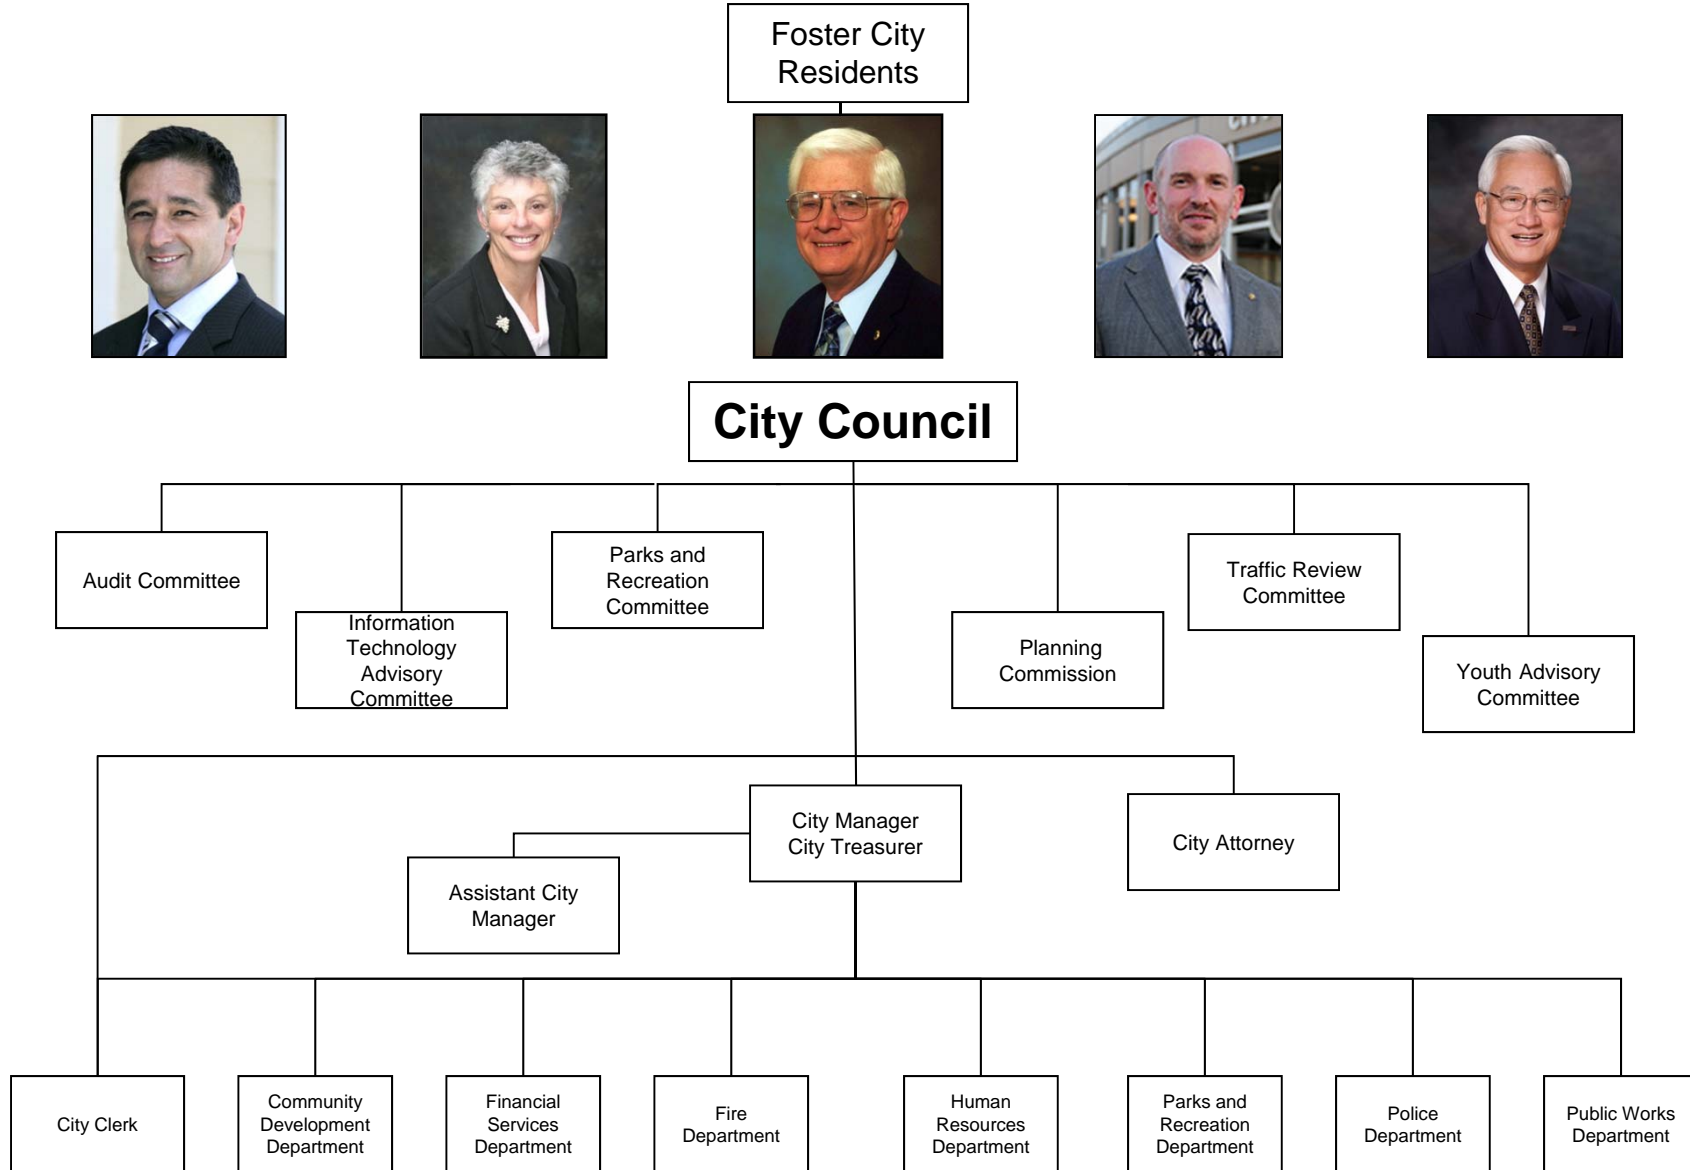 Foster City
Residents
City Council
Audit Committee
Information
Technology
Advisory
Committee
Parks and
Recreation
Committee
Planning
Commission
Traffic Review
Committee
Youth Advisory
Committee
City Manager
City Treasurer
City Attorney
Assistant City
Manager
City Clerk
Community
Development
Department
Financial
Services
Department
Fire
Department
Human
Resources
Department
Parks and
Recreation
Department
Police
Department
Public Works
Department